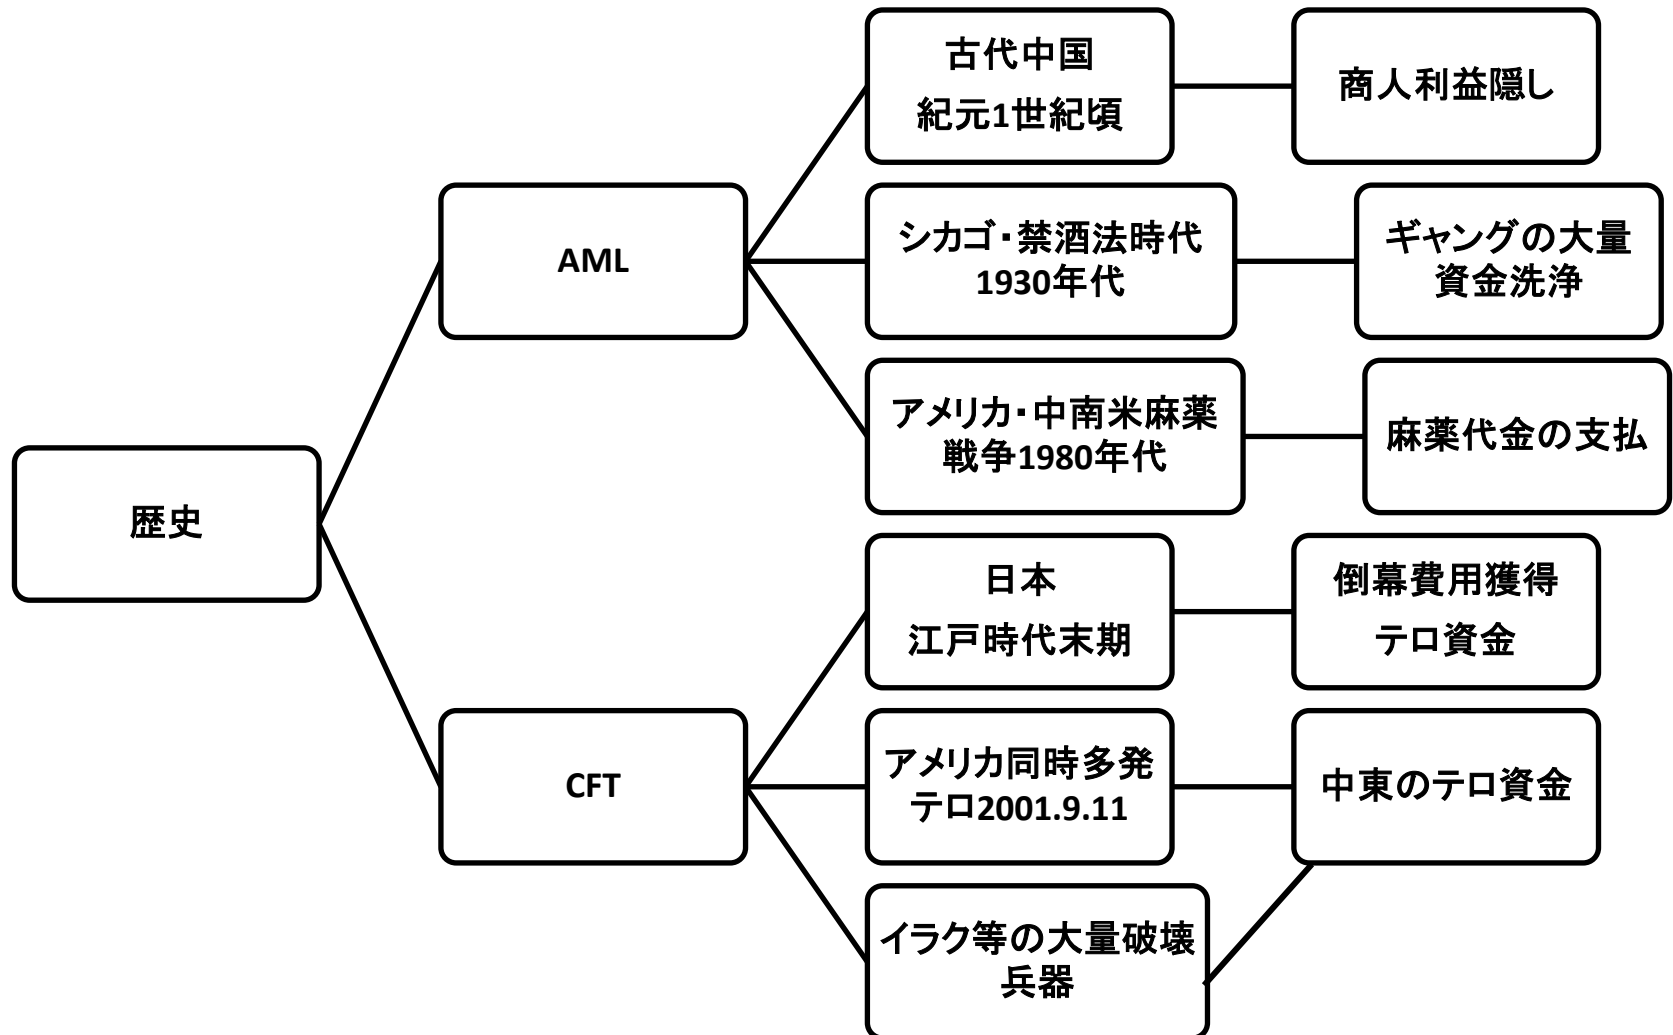 歴史
AML
古代中国
紀元1世紀頃
商人利益隠し
シカゴ・禁酒法時代
1930年代
ギャングの大量
資金洗浄
アメリカ・中南米麻薬
戦争1980年代
麻薬代金の支払
CFT
日本
江戸時代末期
倒幕費用獲得
テロ資金
アメリカ同時多発
テロ2001.9.11
中東のテロ資金
イラク等の大量破壊
兵器